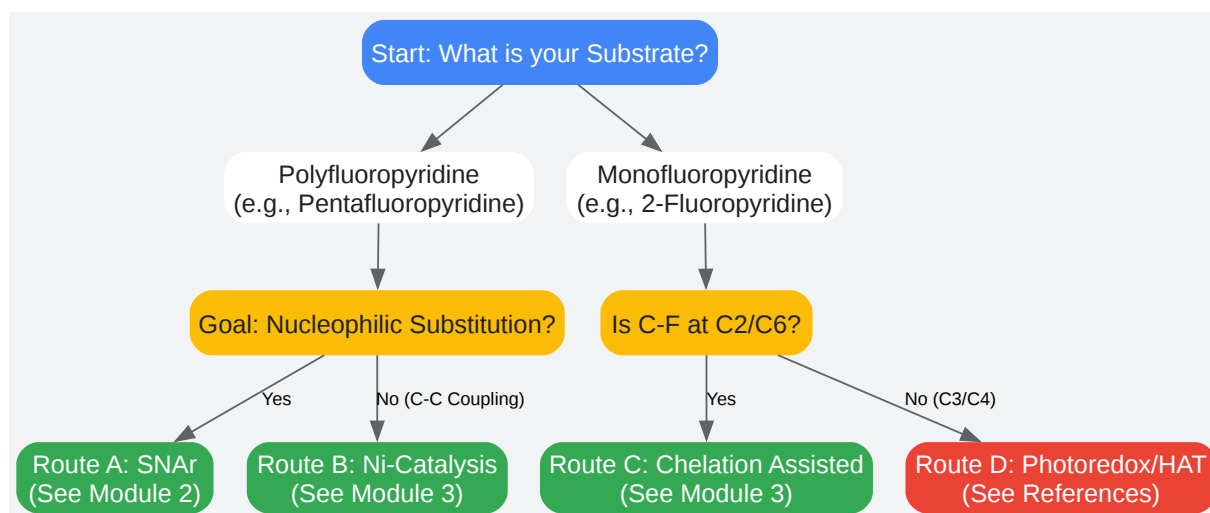 Start: What is your Substrate?
Polyfluoropyridine
(e.g., Pentafluoropyridine)
Monofluoropyridine
(e.g., 2-Fluoropyridine)
Goal: Nucleophilic Substitution?
Is C-F at C2/C6?
Yes
No (C-C Coupling)
Yes
No (C3/C4)
Route A: SNAr
(See Module 2)
Route B: Ni-Catalysis
(See Module 3)
Route C: Chelation Assisted
(See Module 3)
Route D: Photoredox/HAT
(See References)